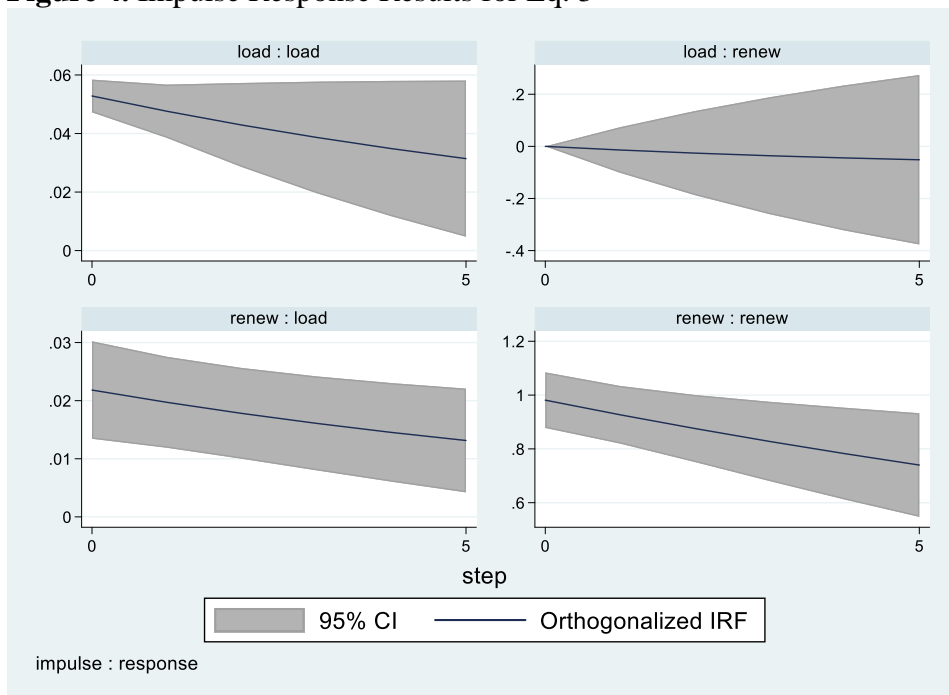 Figure 4. Impulse Response Results for Eq.
load : load
load : renew
.06
.04
.02
0
0
5
.2
0
-.2
-.4
0
5
renew : load
renew : renew
.03
.02
.01
0
0
5
1.2
1
.8
.6
0
5
step
95% CI
Orthogonalized IRF
impulse : response